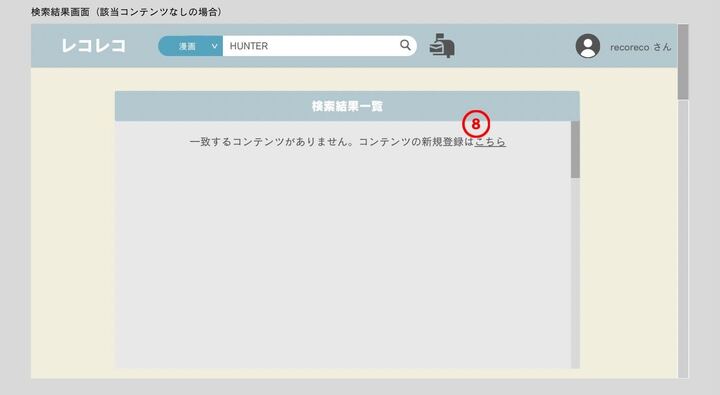 検索結果画面（該当コンテンツなしの場合）
レコレコ 漫画 ∨ HUNTER recoreco さん
検索結果一覧
8
一致するコンテンツがありません。コンテンツの新規登録はこちら